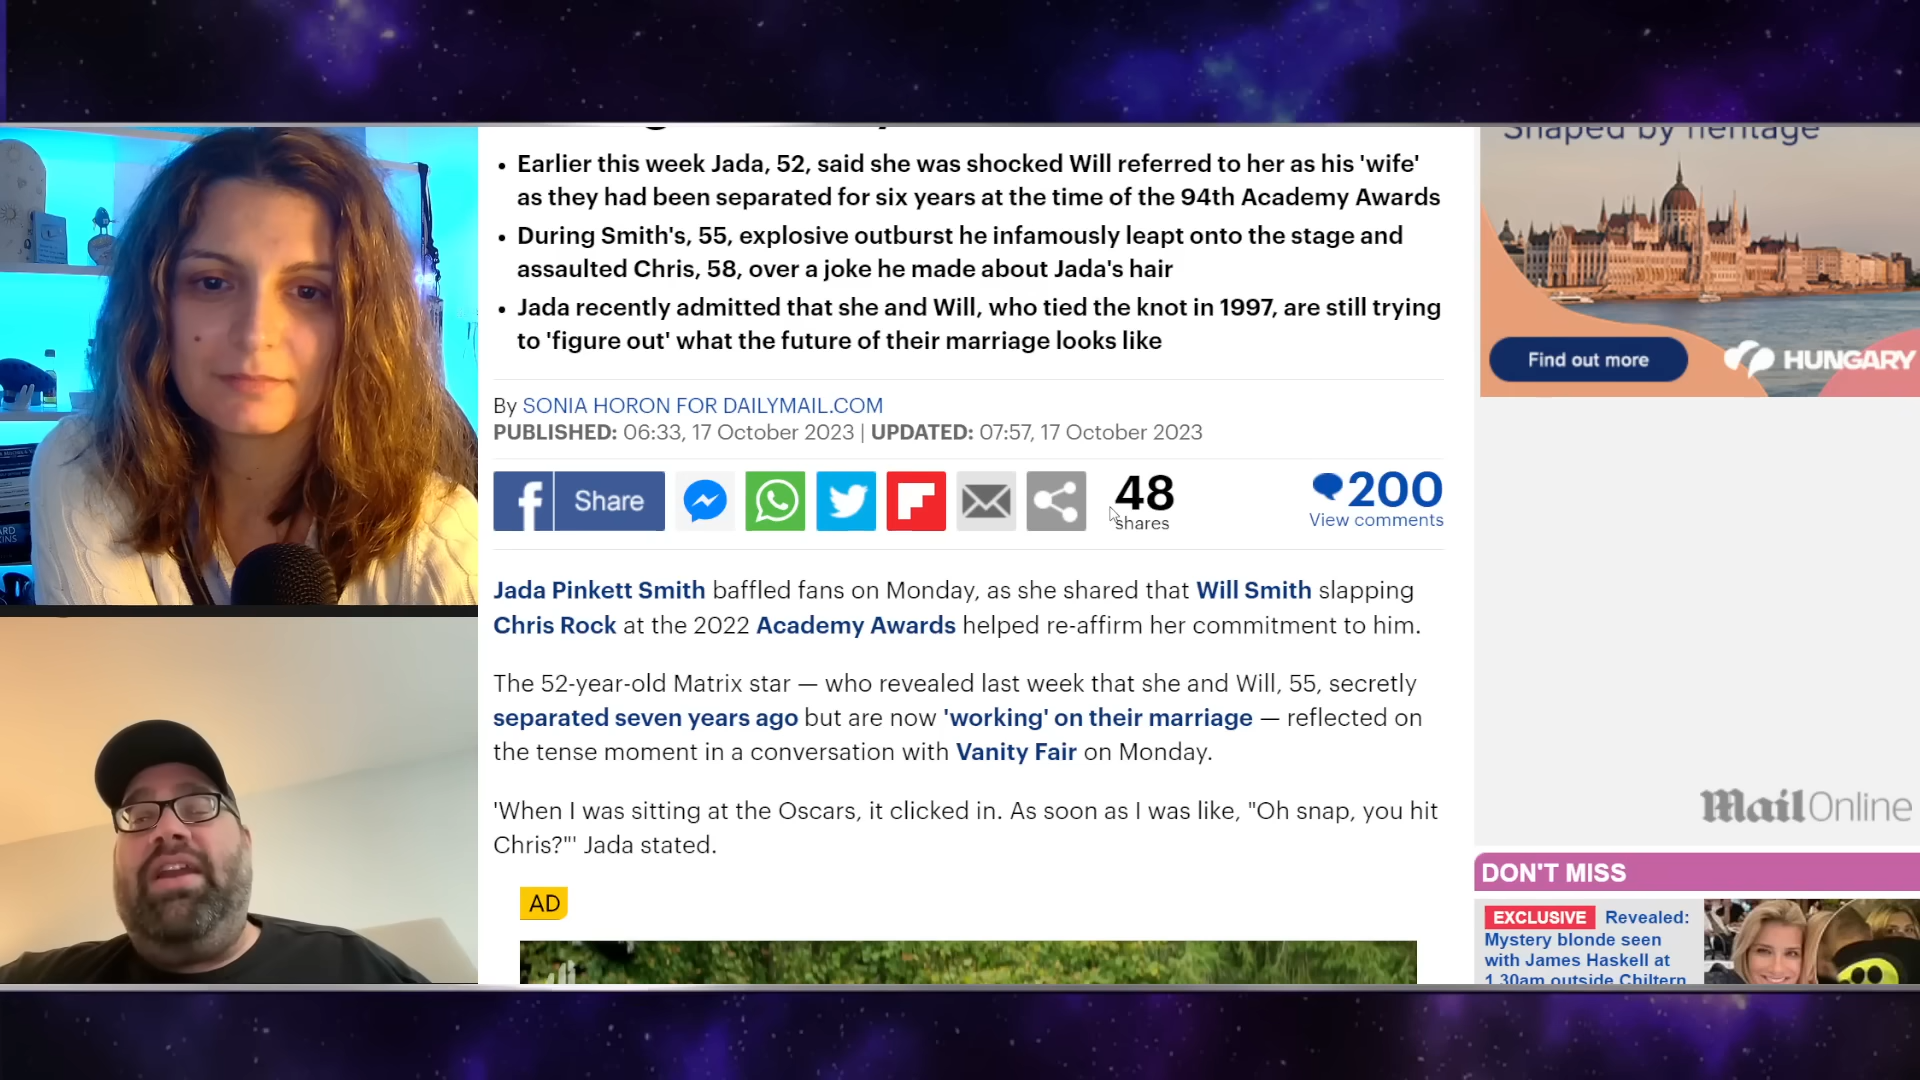 Shaped by heritage
• Earlier this week Jada, 52, said she was shocked Will referred to her as his 'wife'
as they had been separated for six years at the time of the 94th Academy Awards
• During Smith's, 55, explosive outburst he infamously leapt onto the stage and
assaulted Chris, 58, over a joke he made about Jada's hair
• Jada recently admitted that she and Will, who tied the knot in 1997, are still trying
to 'figure out' what the future of their marriage looks like
Find out more
HUNGARY
By SONIA HORON FOR DAILYMAIL.COM
PUBLISHED: 06:33, 17 October 2023 | UPDATED: 07:57, 17 October 2023
Share
48
shares
200
View comments
Jada Pinkett Smith baffled fans on Monday, as she shared that Will Smith slapping
Chris Rock at the 2022 Academy Awards helped re-affirm her commitment to him.
The 52-year-old Matrix star — who revealed last week that she and Will, 55, secretly
separated seven years ago but are now 'working' on their marriage — reflected on
the tense moment in a conversation with Vanity Fair on Monday.
'When I was sitting at the Oscars, it clicked in. As soon as I was like, "Oh snap, you hit
Chris?"' Jada stated.
AD
Mail Online
DON'T MISS
EXCLUSIVE Revealed:
Mystery blonde seen
with James Haskell at
1.30am outside Chiltern